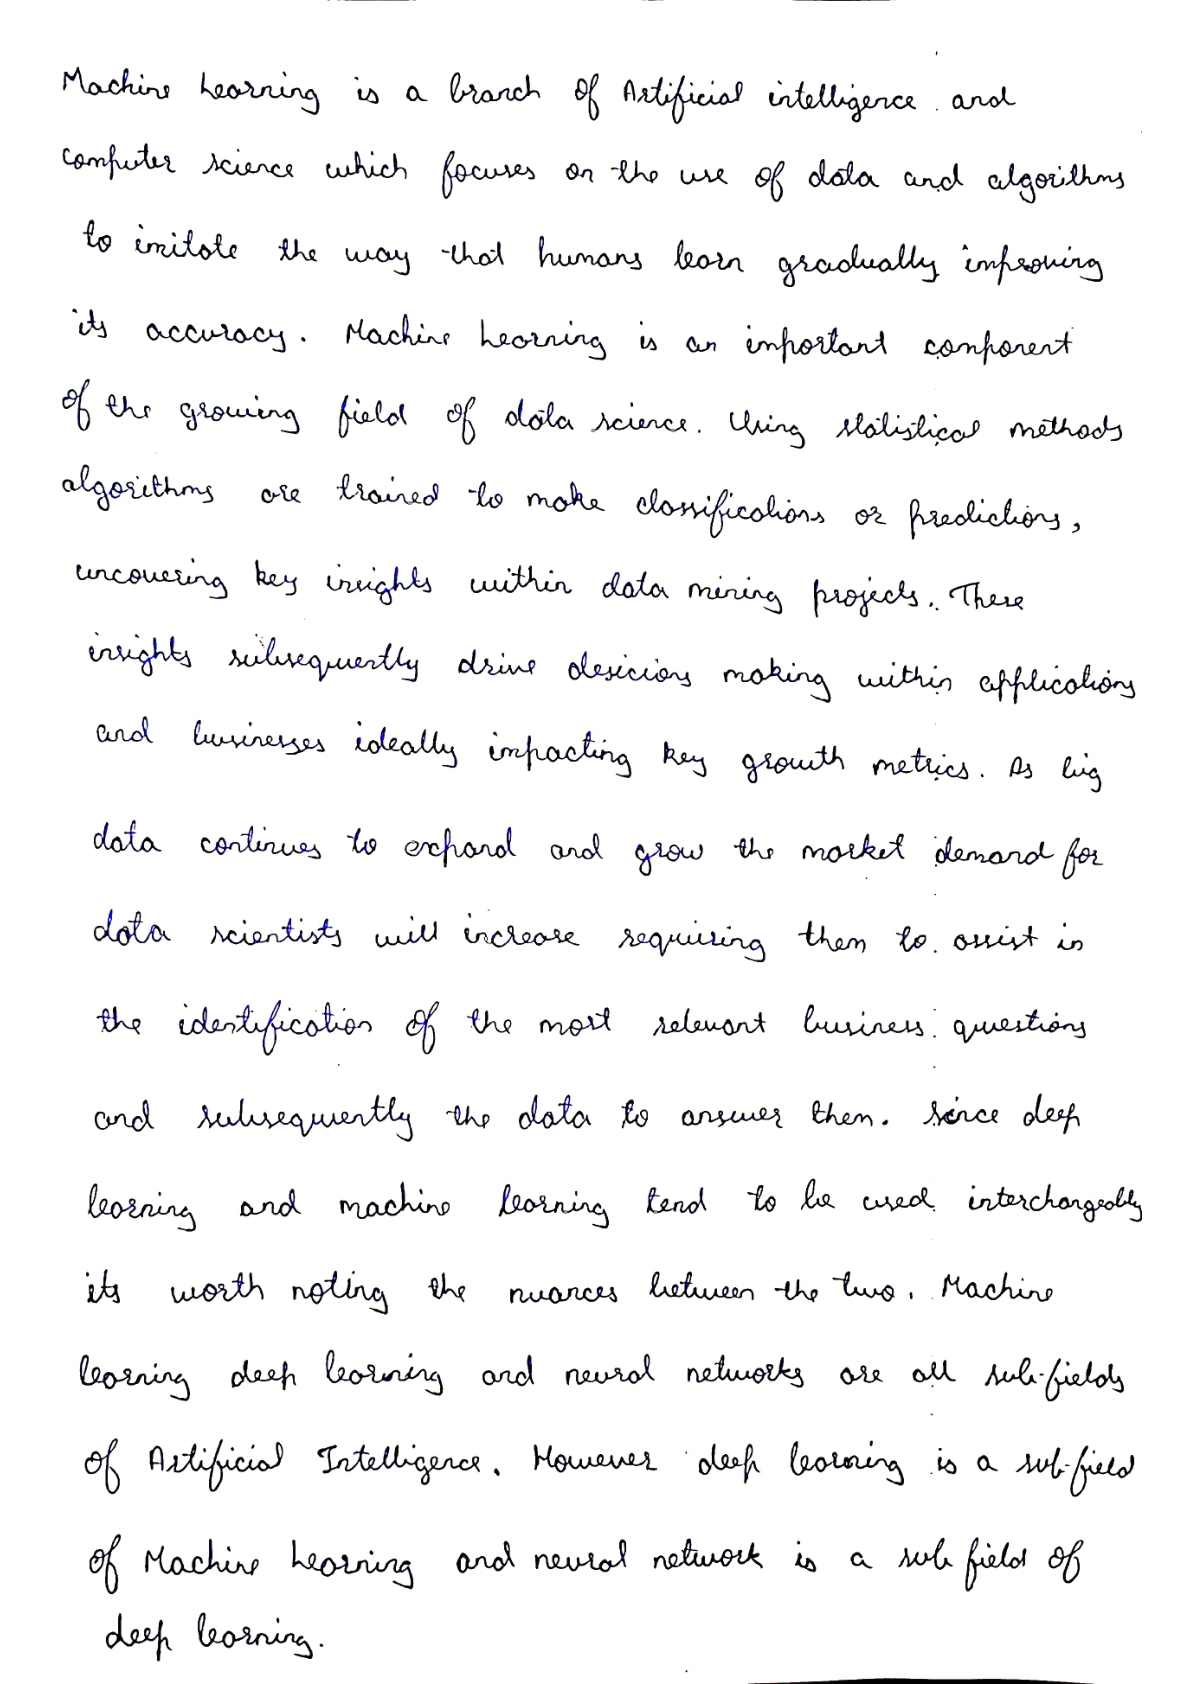 Machine Learning is a branch of Artificial intelligence and
computer science which focuses on the use of data and algorithms
to imitate the way that humans learn gradually improving
its accuracy. Machine Learning is an important component
of the growing field of data science. Using statistical methods
algorithms are trained to make classifications or predictions,
uncovering key insights within data mining projects. These
insights subsequently drive desicions making within applications
and businesses ideally impacting key growth metrics. As big
data continues to expand and grow the market demand for
data scientists will increase requiring them to assist in
the identification of the most relevant business questions
and subsequently the data to answer them. Since deep
learning and machine learning tend to be used interchangeably
its worth noting the nuances between the two. Machine
learning deep learning and neural networks are all sub-fields
of Artificial Intelligence. However deep learning is a sub-field
of Machine Learning and neural network is a sub field of
deep learning.